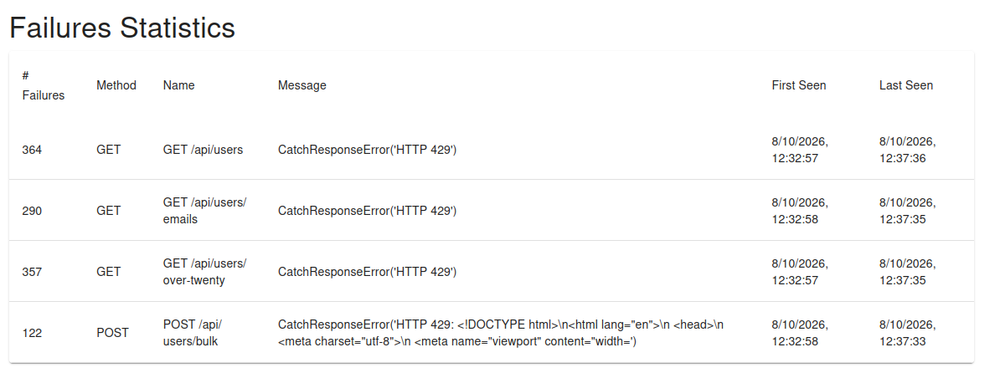 Failures Statistics
#
Failures
Method
Name
Message
First Seen
Last Seen
364
GET
GET /api/users
CatchResponseError('HTTP 429')
8/10/2026,
12:32:57
8/10/2026,
12:37:36
290
GET
GET /api/users/
emails
CatchResponseError('HTTP 429')
8/10/2026,
12:32:58
8/10/2026,
12:37:35
357
GET
GET /api/users/
over-twenty
CatchResponseError('HTTP 429')
8/10/2026,
12:32:57
8/10/2026,
12:37:35
122
POST
POST /api/
users/bulk
CatchResponseError('HTTP 429: <!DOCTYPE html>\n<html lang="en">\n <head>\n
<meta charset="utf-8">\n <meta name="viewport" content="width=')
8/10/2026,
12:32:58
8/10/2026,
12:37:33